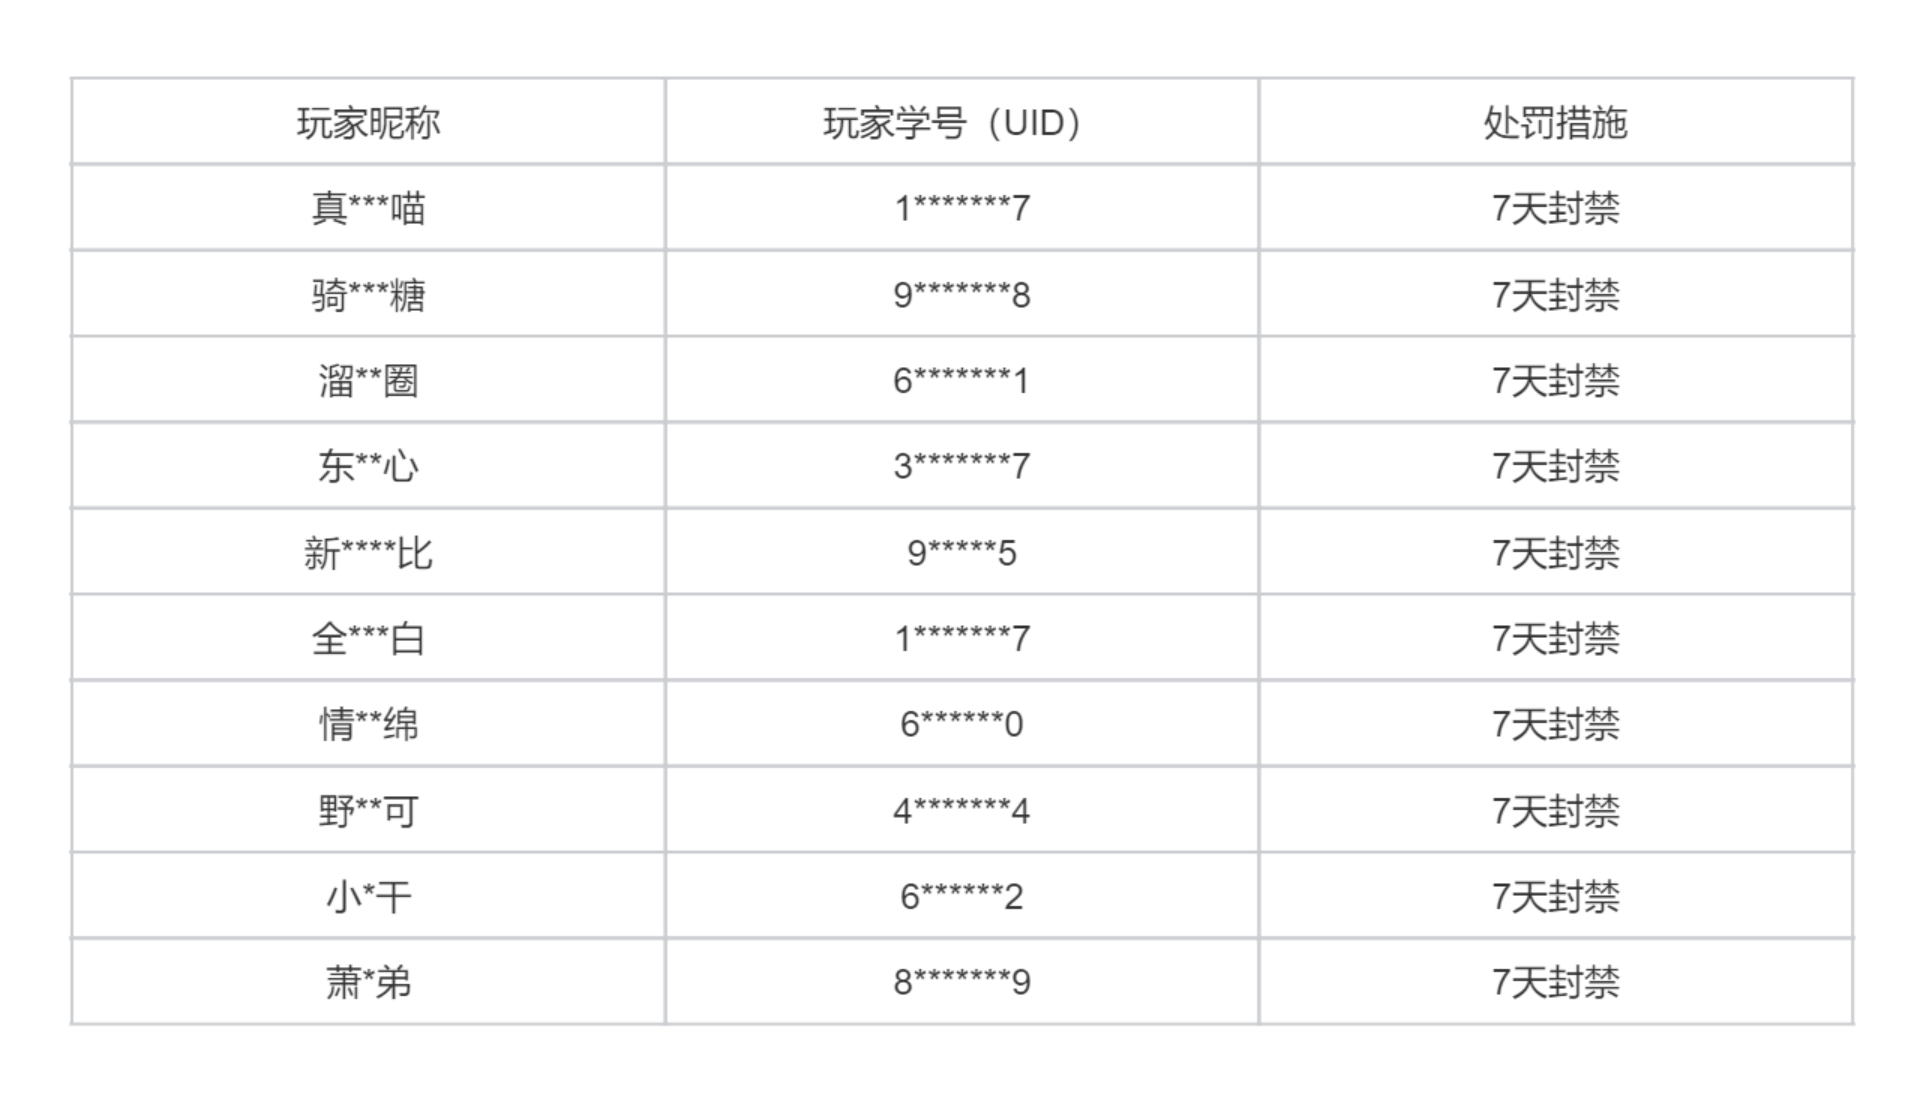 玩家昵称 玩家学号（UID） 处罚措施
真***喵 1*******7 7天封禁
骑***糖 9*******8 7天封禁
溜**圈 6*******1 7天封禁
东**心 3*******7 7天封禁
新****比 9*****5 7天封禁
全***白 1*******7 7天封禁
情**绵 6******0 7天封禁
野**可 4*******4 7天封禁
小*干 6******2 7天封禁
萧*弟 8*******9 7天封禁